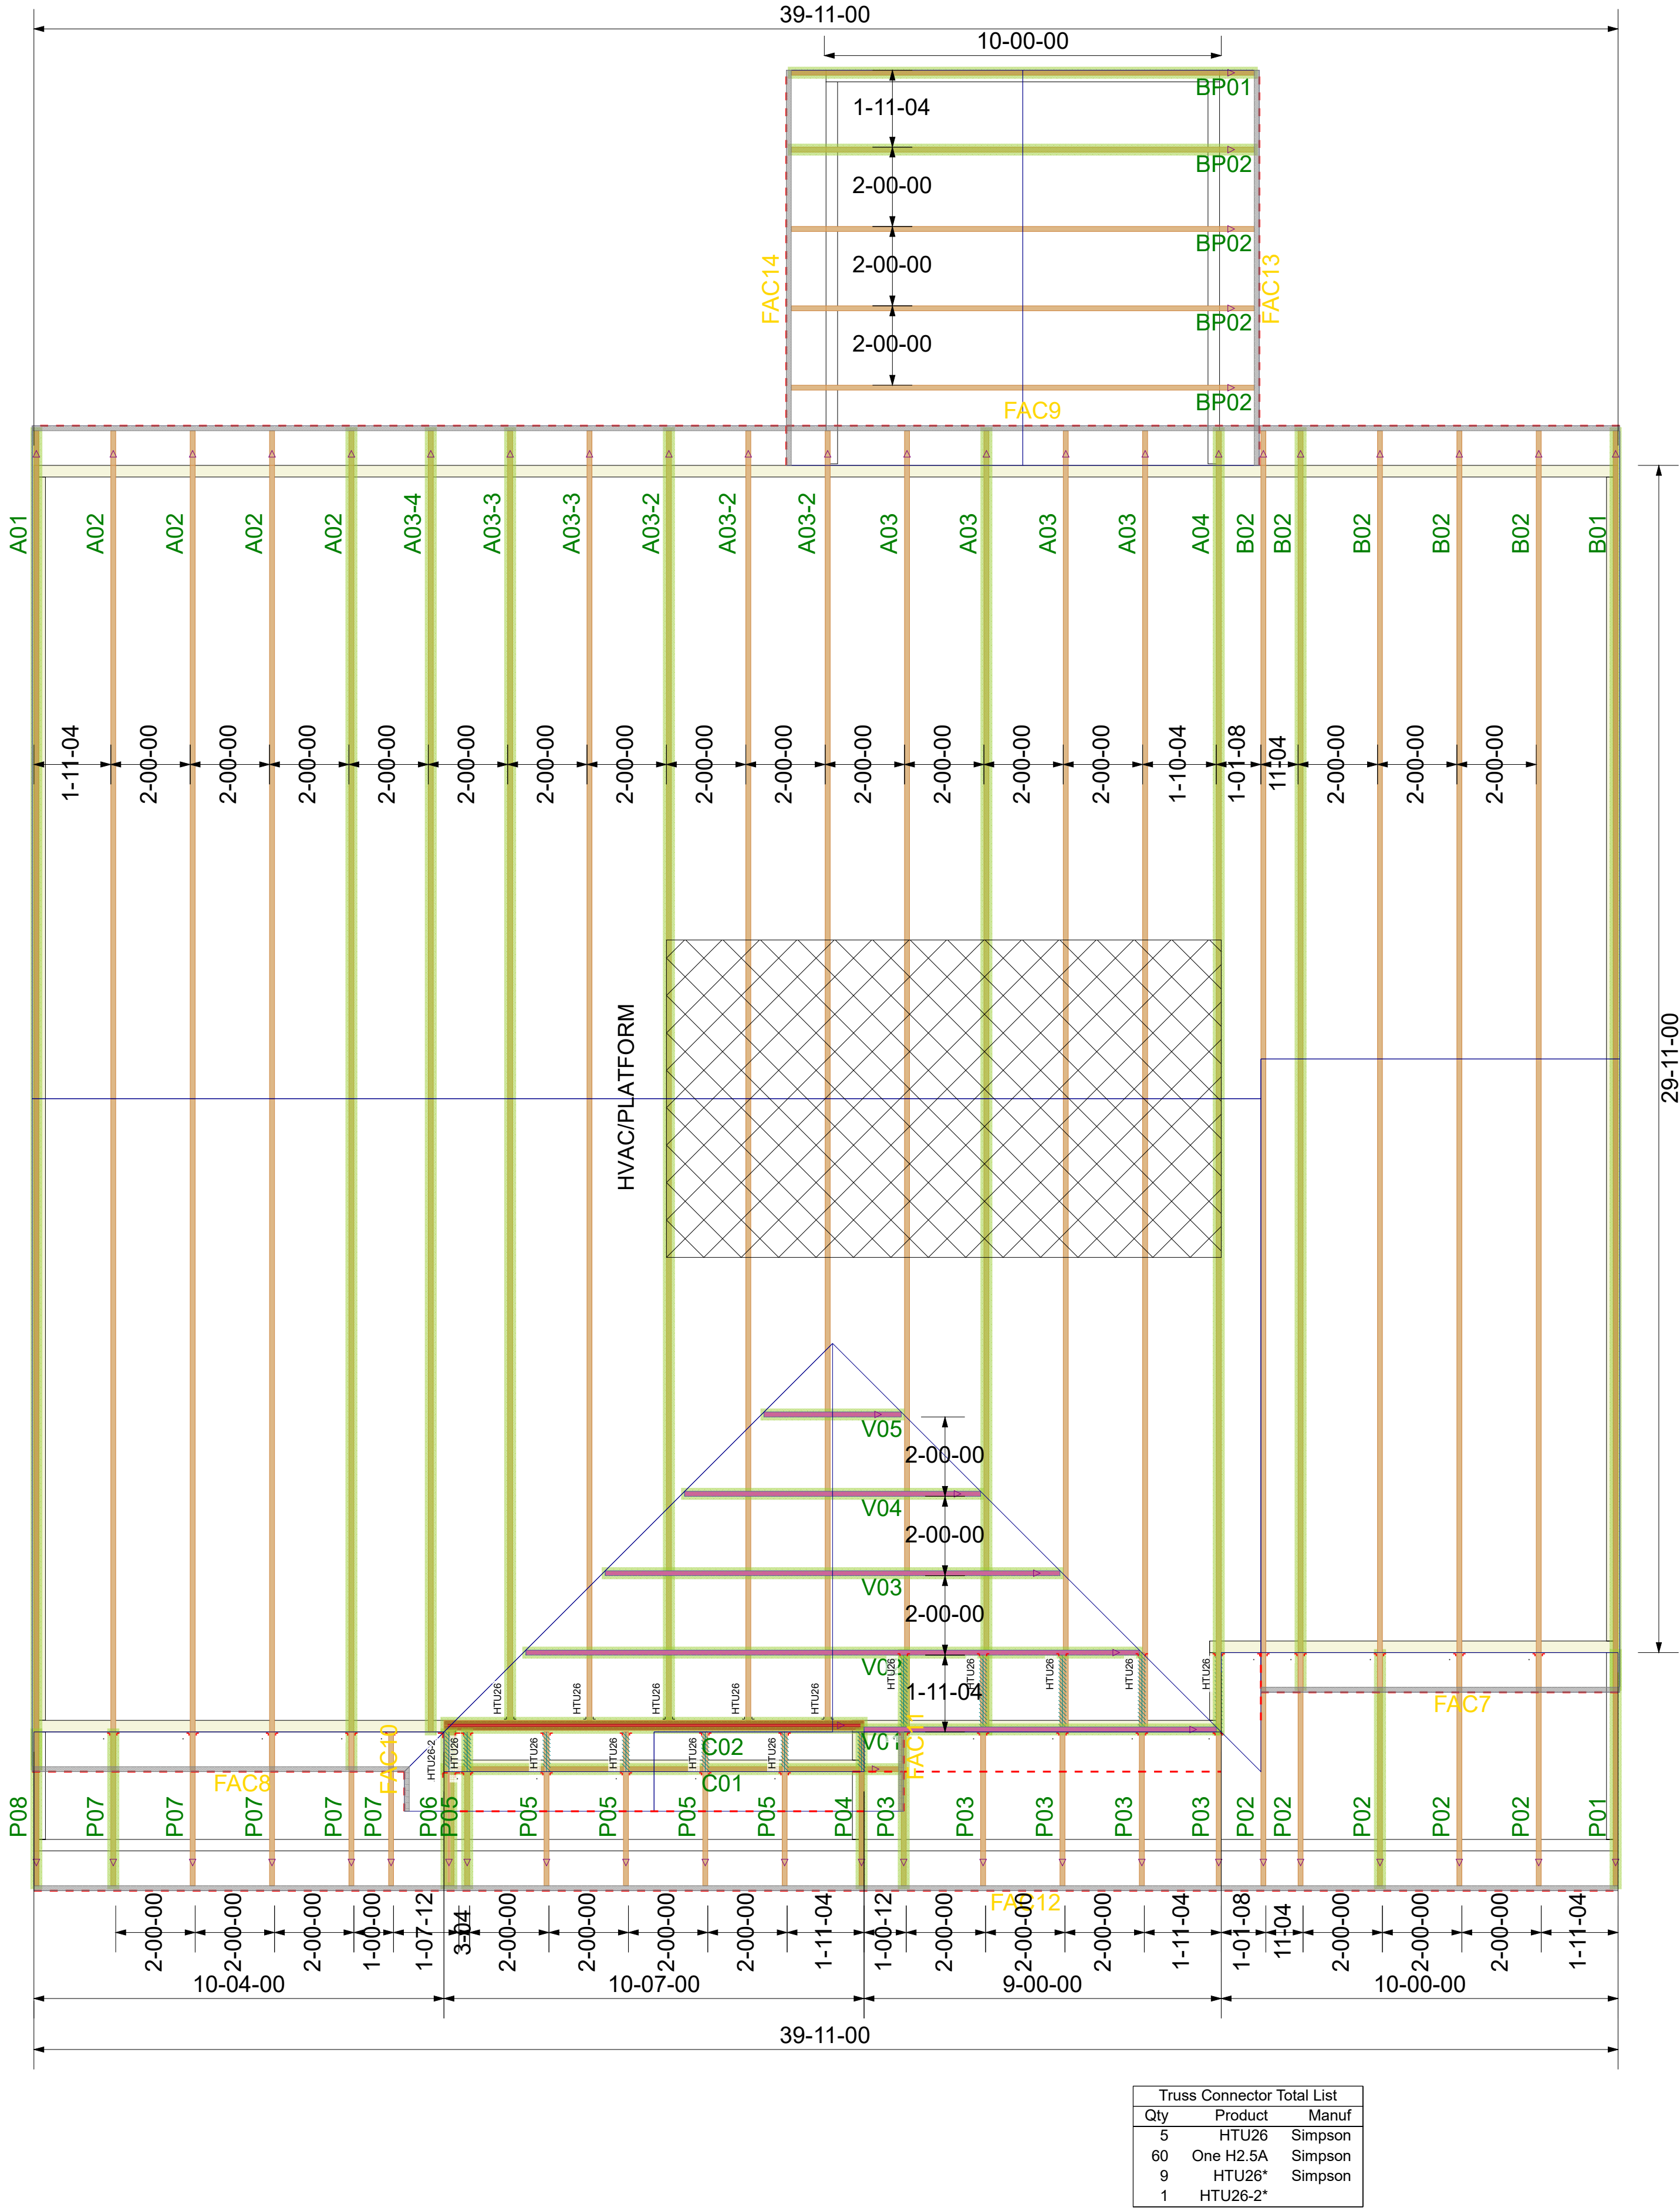 39-11-00
10-00-00
BP01
1-11-04
BP02
2-00-00
BP02
2-00-00
FAC14
FAC13
BP02
2-00-00
BP02
FAC9
A01
A02
A02
A02
A02
A03-4
A03-3
A03-3
A03-2
A03-2
A03-2
A03
A03
A03
A03
A04
B02
B02
B02
B02
B02
B01
1-11-04
2-00-00
2-00-00
2-00-00
2-00-00
2-00-00
2-00-00
2-00-00
2-00-00
2-00-00
2-00-00
2-00-00
2-00-00
2-00-00
1-10-04
1-01-08
11-04
2-00-00
2-00-00
2-00-00
29-11-00
HVAC/PLATFORM
V05
2-00-00
V04
2-00-00
V03
2-00-00
HTU26
HTU26
HTU26
HTU26
HTU26
HTU26
HTU26
HTU26
HTU26
HTU26
1-11-04
FAC7
FAC10
FAC11
HTU26-2
HTU26
HTU26
HTU26
HTU26
HTU26
C02
C01
FAC8
P08
P07
P07
P07
P07
P07
P06
P05
P05
P05
P05
P05
P04
P03
P03
P03
P03
P03
P02
P02
P02
P02
P02
P01
FAC12
2-00-00
2-00-00
2-00-00
1-00-00
1-07-12
3-04
2-00-00
2-00-00
2-00-00
2-00-00
1-11-04
1-00-12
2-00-00
2-00-00
2-00-00
1-11-04
1-01-08
11-04
2-00-00
2-00-00
2-00-00
1-11-04
10-04-00
10-07-00
9-00-00
10-00-00
39-11-00
Truss Connector Total List
Qty Product Manuf
5 HTU26 Simpson
60 One H2.5A Simpson
9 HTU26* Simpson
1 HTU26-2*